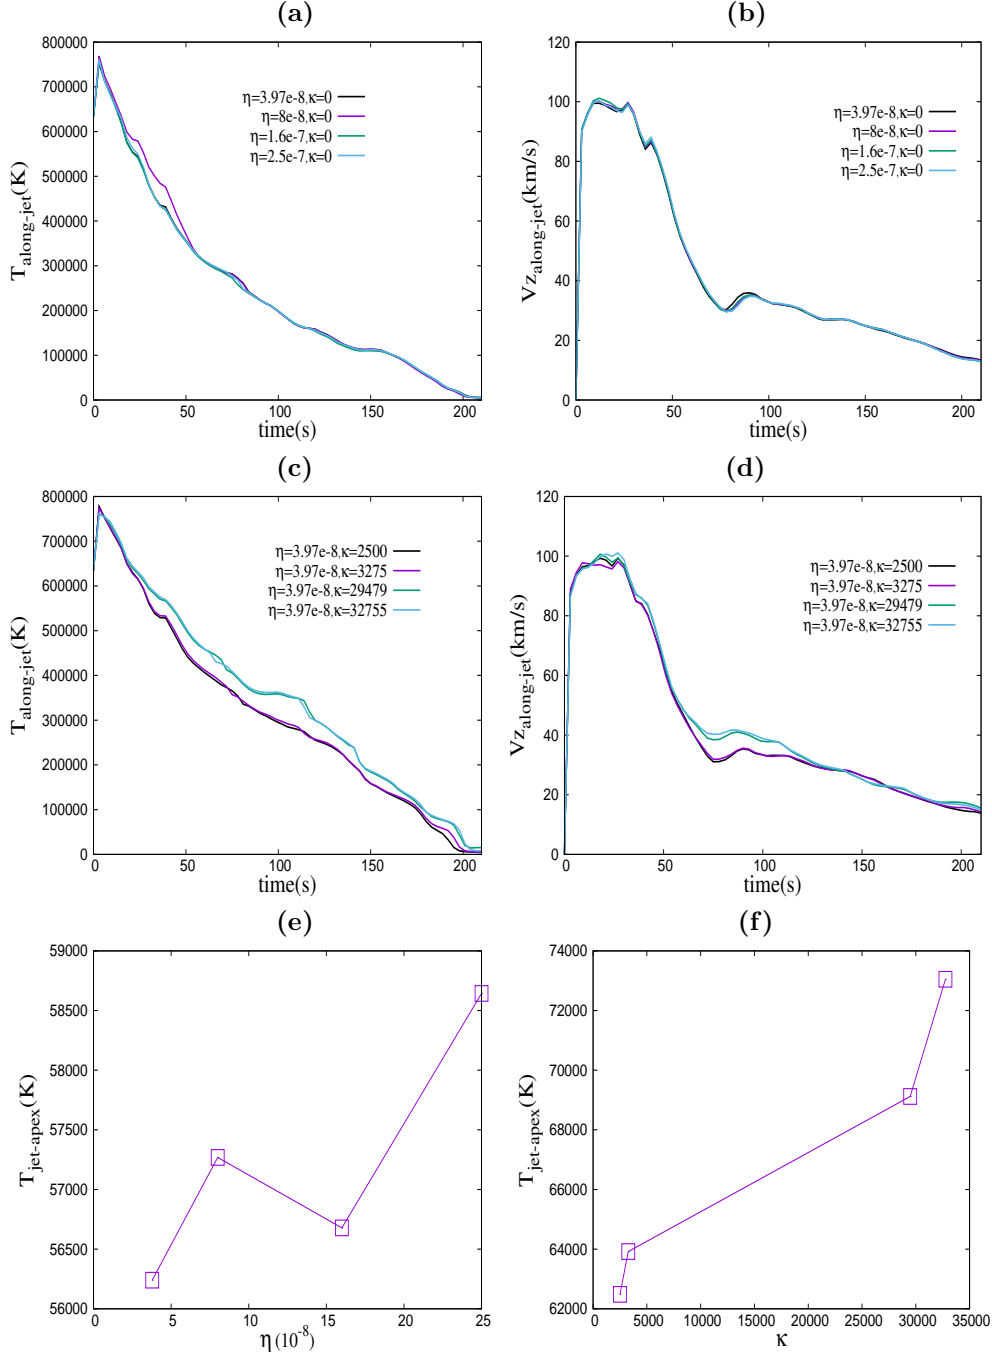 (a)
800000
700000
600000
500000
400000
300000
200000
100000
0
0 50 100 150 200
T_along-jet(K)
time(s)
η=3.97e-8,κ=0
η=8e-8,κ=0
η=1.6e-7,κ=0
η=2.5e-7,κ=0
(b)
120
100
80
60
40
20
0
0 50 100 150 200
Vz_along-jet(km/s)
time(s)
η=3.97e-8,κ=0
η=8e-8,κ=0
η=1.6e-7,κ=0
η=2.5e-7,κ=0
(c)
800000
700000
600000
500000
400000
300000
200000
100000
0
0 50 100 150 200
T_along-jet(K)
time(s)
η=3.97e-8,κ=2500
η=3.97e-8,κ=3275
η=3.97e-8,κ=29479
η=3.97e-8,κ=32755
(d)
120
100
80
60
40
20
0
0 50 100 150 200
Vz_along-jet(km/s)
time(s)
η=3.97e-8,κ=2500
η=3.97e-8,κ=3275
η=3.97e-8,κ=29479
η=3.97e-8,κ=32755
(e)
59000
58500
58000
57500
57000
56500
56000
0 5 10 15 20 25
T_jet-apex(K)
η (10^-8)
(f)
74000
72000
70000
68000
66000
64000
62000
0 5000 10000 15000 20000 25000 30000 35000
T_jet-apex(K)
κ